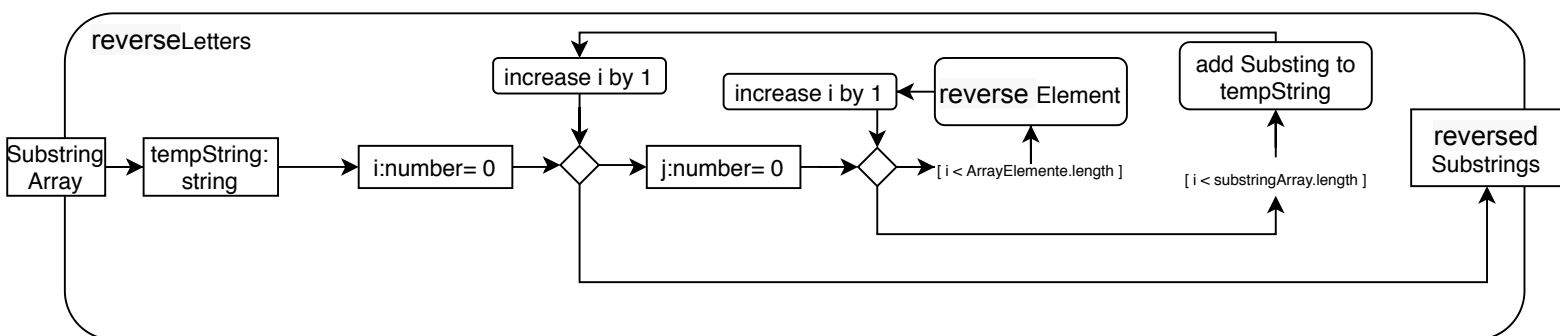 reverseLetters
increase i by 1
increase i by 1
reverse Element
add Substing to
tempString
Substring
Array
tempString:
string
i:number= 0
j:number= 0
[ i < ArrayElemente.length ]
[ i < substringArray.length ]
reversed
Substrings